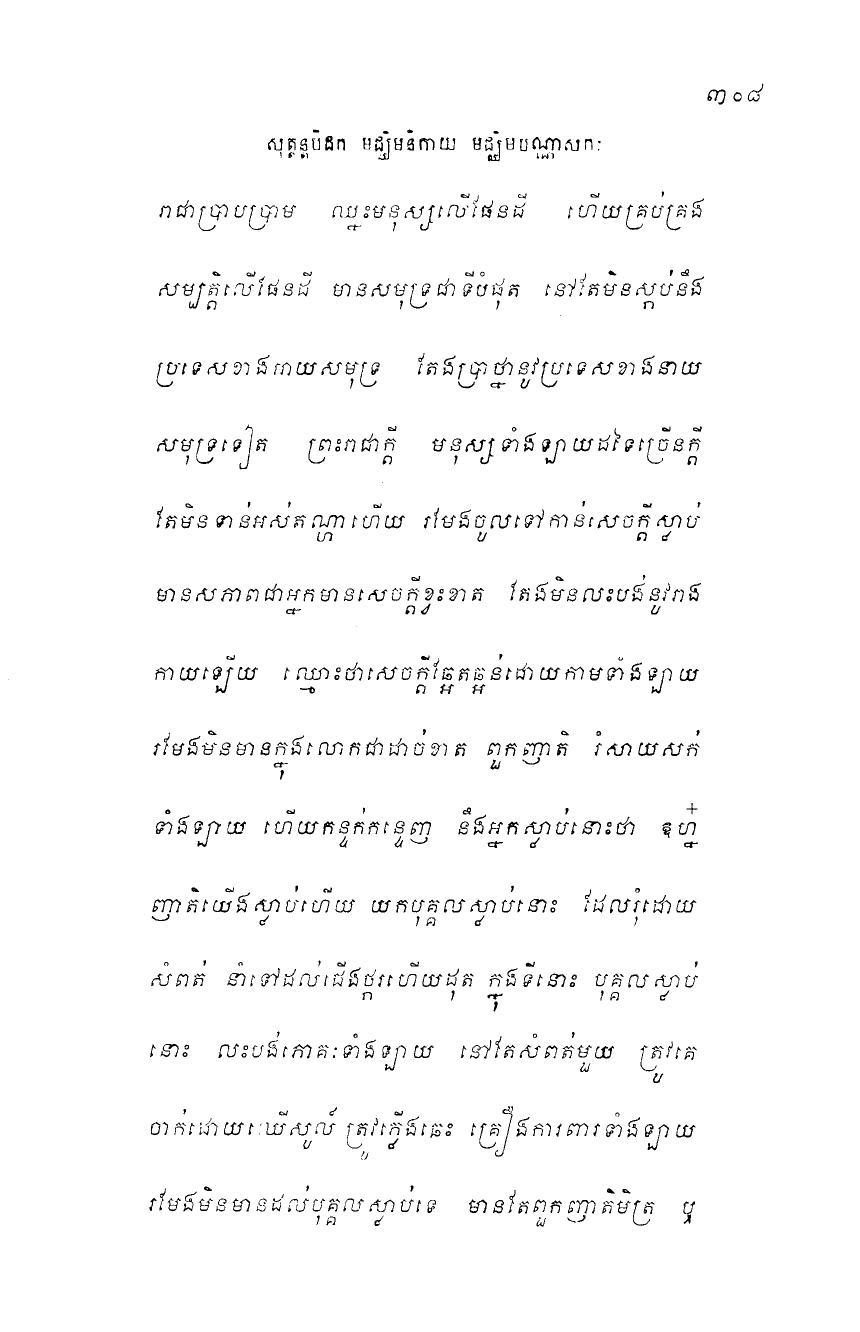 ៣០៨
សុត្តន្តបិដក មជ្ឈិមនិកាយ មជ្ឈិមបណ្ណាសកៈ
រាជាប្រាបប្រាម ឈ្នះមនុស្សលើផែនដី ហើយគ្រប់គ្រង
សម្បត្តិលើផែនដី មានសមុទ្រជាទីបំផុត នៅតែមិនស្កប់នឹង
ប្រទេសខាងអាយសមុទ្រ តែងប្រាថ្នានូវប្រទេសខាងនាយ
សមុទ្រទៀត ព្រះរាជាក្តី មនុស្សទាំងឡាយដទៃច្រើនក្តី
តែមិនទាន់អស់តណ្ហាហើយ រមែងចូលទៅកាន់សេចក្តីស្លាប់
មានសភាពជាអ្នកមានសេចក្តីខ្វះខាត តែងមិនលះបង់នូវរាង
កាយឡើយ ឈ្មោះថាសេចក្តីឆ្អែតឆ្អន់ដោយកាមទាំងឡាយ
រមែងមិនមានក្នុងលោកជាដាច់ខាត ពួកញាតិ រំសាយសក់
ទាំងឡាយ ហើយកន្ទក់កន្ទេញ នឹងអ្នកស្លាប់នោះថា ឧហ្ន៎
ញាតិយើងស្លាប់ហើយ យកបុគ្គលស្លាប់នោះ ដែលរុំដោយ
សំពត់ នាំទៅដល់ជើងថ្ករហើយដុត ក្នុងទីនោះ បុគ្គលស្លាប់
នោះ លះបង់ភោគៈទាំងឡាយ នៅតែសំពត់មួយ ត្រូវគេ
ចាក់ដោយឈើស្រួល៍ ត្រូវភ្លើងឆេះ គ្រឿងការពារទាំងឡាយ
រមែងមិនមានដល់បុគ្គលស្លាប់ទេ មានតែពួកញាតិមិត្រ ឬ